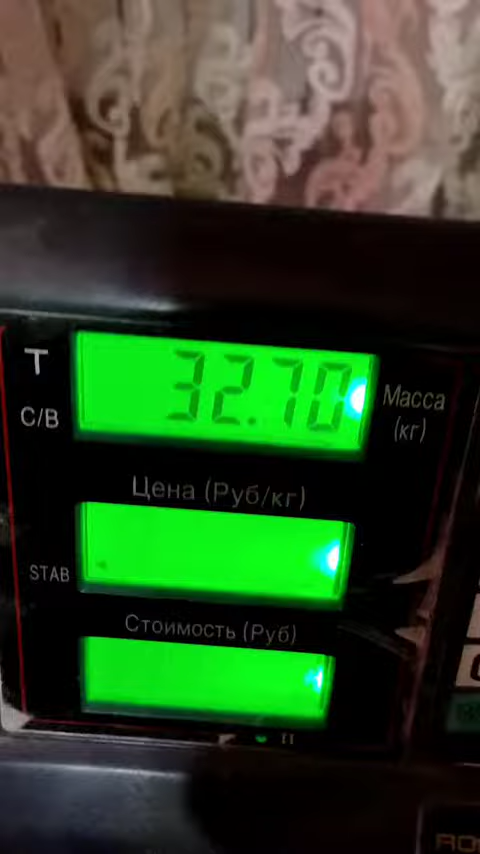 T
32.70
Масса
(кг)
C/B
Цена (Руб/кг)
STAB
Стоимость (Руб)